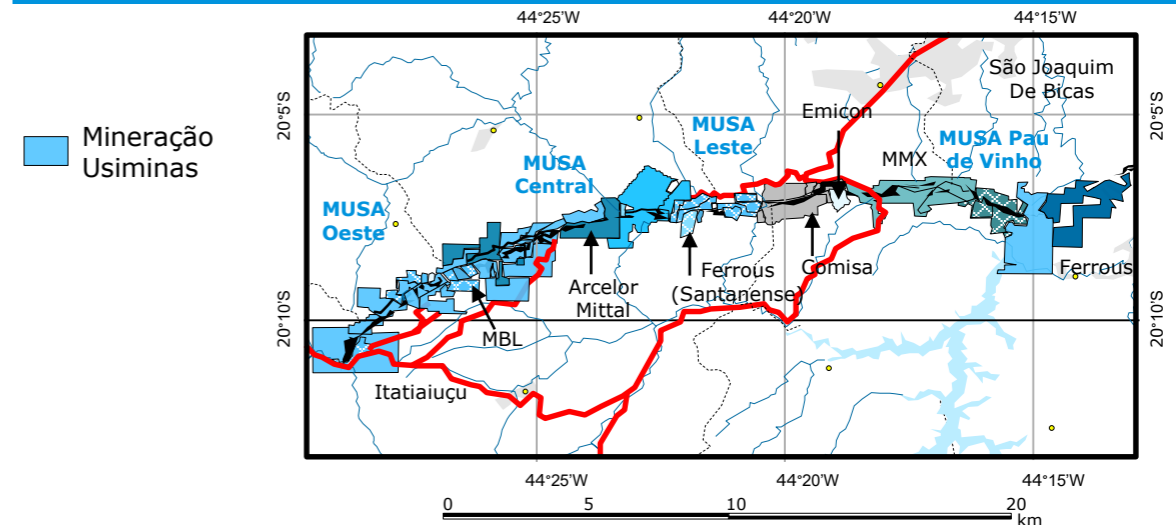 44°25'W
44°20'W
44°15'W
20°5'S
20°5'S
Mineração
Usiminas
São Joaquim
De Bicas
Emicon
MUSA
Leste
MUSA Pau
de Vinho
MMX
MUSA
Central
MUSA
Oeste
Arcelor
Mittal
Ferrous
(Santanense)
Comisa
Ferrous
MBL
20°10'S
20°10'S
Itatiaiuçu
44°25'W
44°20'W
44°15'W
0
5
10
20
km